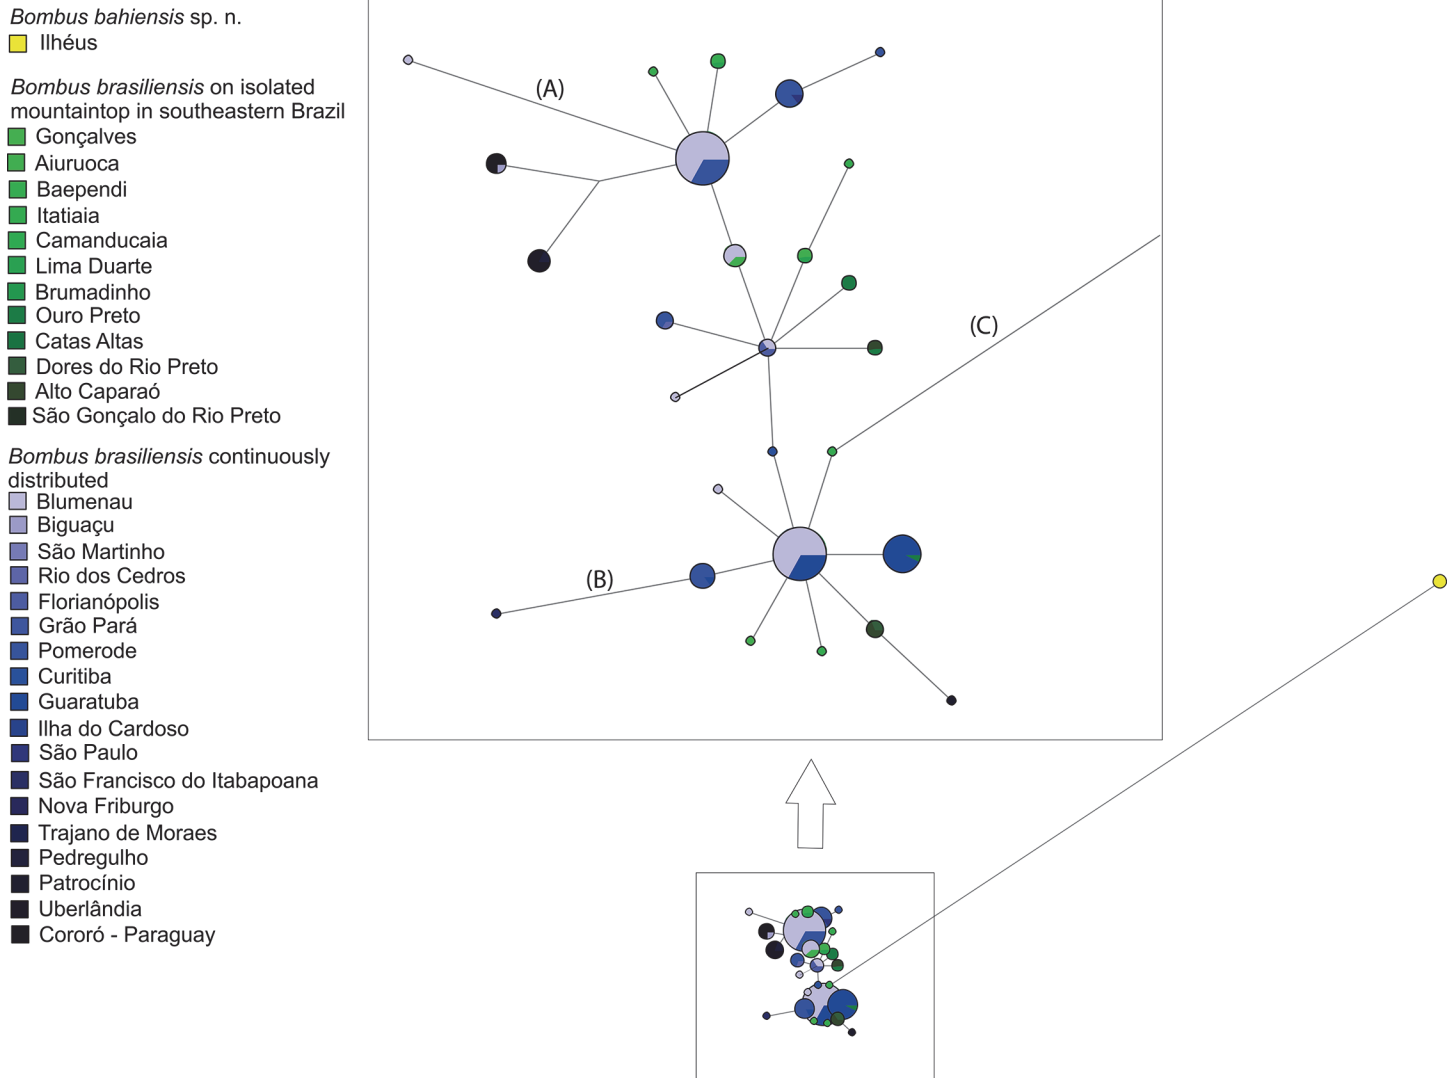 Bombus bahiensis sp. n.
Ilhéus
Bombus brasiliensis on isolated
mountaintop in southeastern Brazil
Gonçalves
Aiuruoca
Baependi
Itatiaia
Camanducaia
Lima Duarte
Brumadinho
Ouro Preto
Catas Altas
Dores do Rio Preto
Alto Caparaó
São Gonçalo do Rio Preto
Bombus brasiliensis continuously
distributed
Blumenau
Biguaçu
São Martinho
Rio dos Cedros
Florianópolis
Grão Pará
Pomerode
Curitiba
Guaratuba
Ilha do Cardoso
São Paulo
São Francisco do Itabapoana
Nova Friburgo
Trajano de Moraes
Pedregulho
Patrocínio
Uberlândia
Cororó - Paraguay
(A)
(C)
(B)